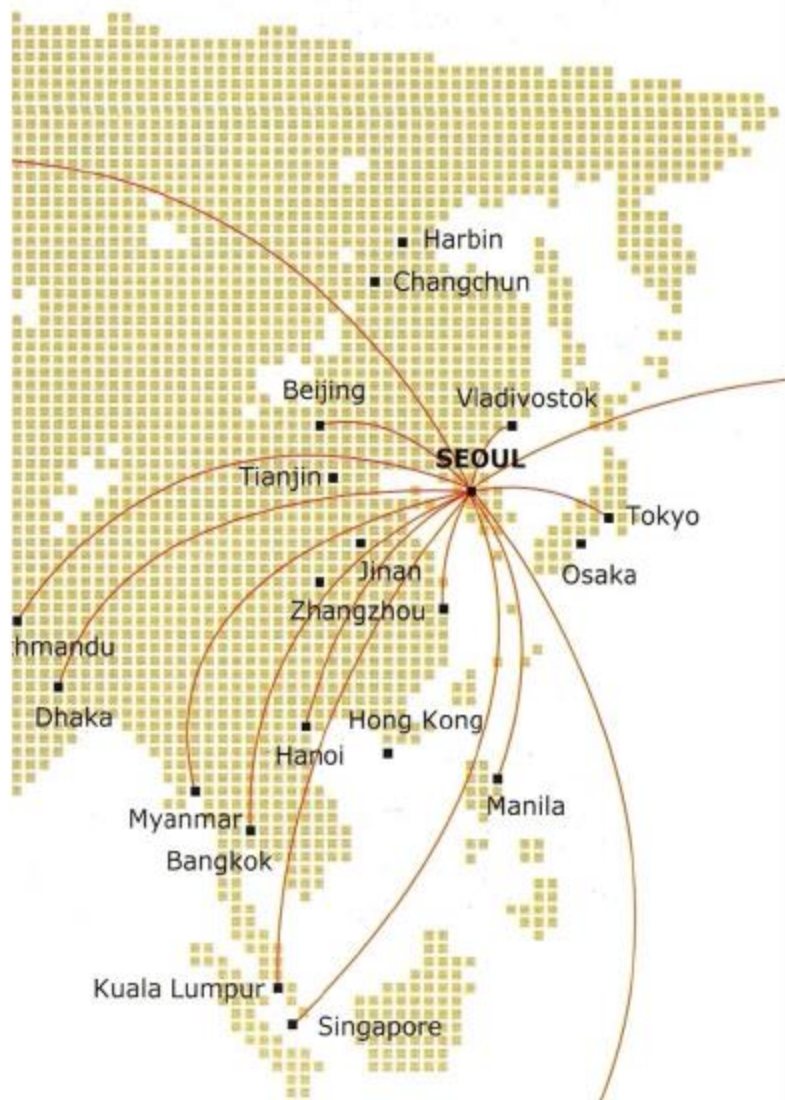 Harbin
Changchun
Beijing
Vladivostok
SEOUL
Tianjin
Tokyo
Jinan
Osaka
Zhangzhou
hmandu
Dhaka
Hong Kong
Hanoi
Manila
Myanmar
Bangkok
Kuala Lumpur
Singapore